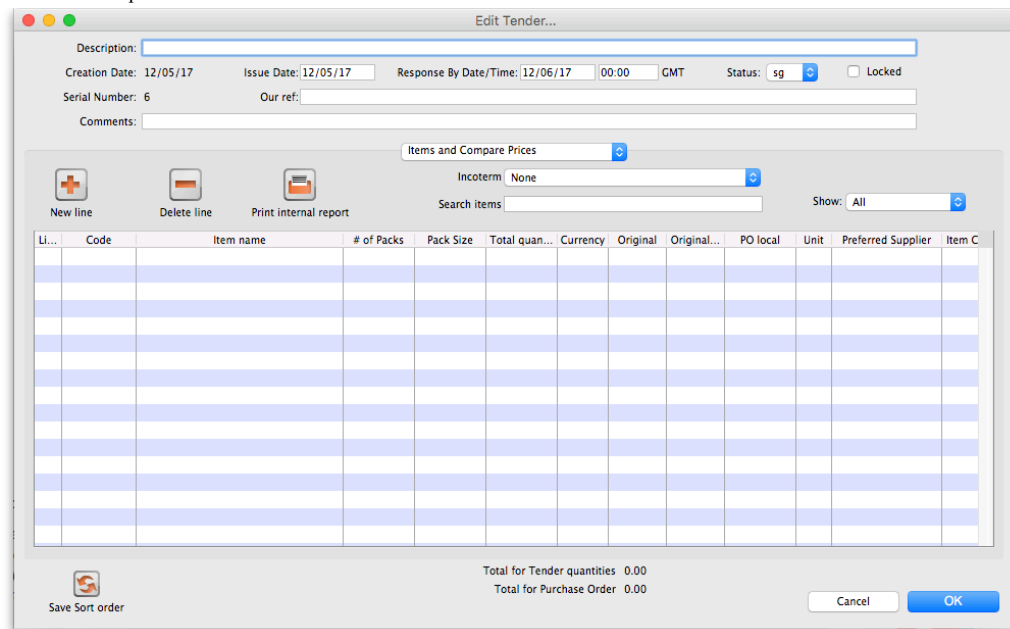 Edit Tender...
Description:
Creation Date: 12/05/17 Issue Date: 12/05/17 Response By Date/Time: 12/06/17 00:00 GMT Status: sg Locked
Serial Number: 6 Our ref:
Comments:
Items and Compare Prices
Incoterm None
New line Delete line Print internal report Search items Show: All
Li... Code Item name # of Packs Pack Size Total quan... Currency Original Original... PO local Unit Preferred Supplier Item C
Total for Tender quantities 0.00
Total for Purchase Order 0.00
Save Sort order Cancel OK